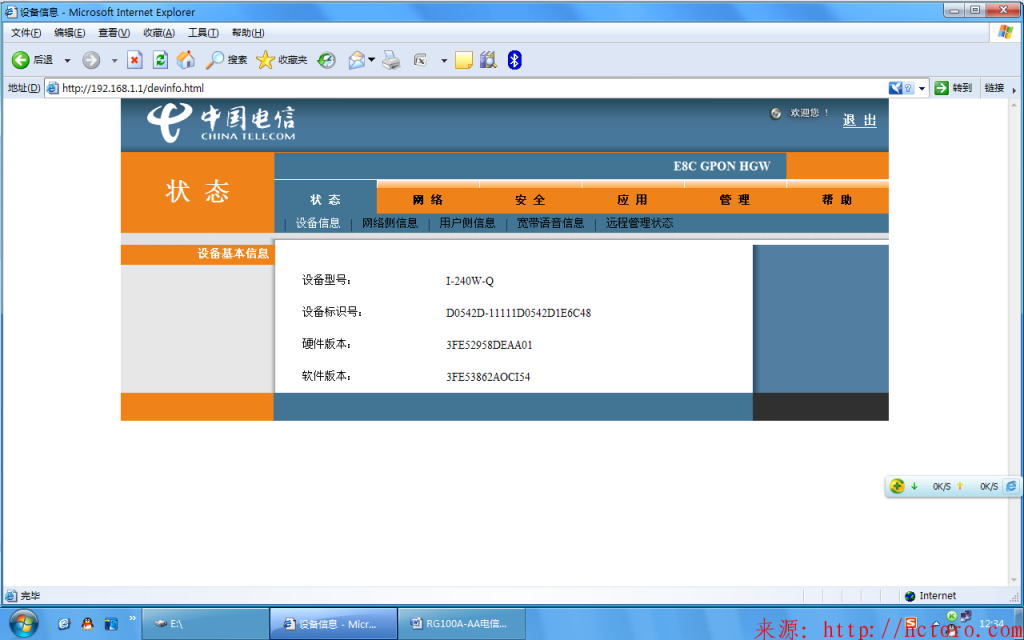 设备信息 - Microsoft Internet Explorer
文件(F) 编辑(E) 查看(V) 收藏(A) 工具(T) 帮助(H)
后退 搜索 收藏夹
地址(D) http://192.168.1.1/devinfo.html 转到 链接
中国电信
CHINA TELECOM
欢迎您 !
退 出
E8C GPON HGW
状 态
状 态 网 络 安 全 应 用 管 理 帮 助
设备信息 | 网络侧信息 | 用户侧信息 | 宽带语音信息 | 远程管理状态
设备基本信息
设备型号: I-240W-Q
设备标识号: D0542D-11111D0542D1E6C48
硬件版本: 3FE52958DEAA01
软件版本: 3FE53862AOCI54
0K/S 0K/S
完毕 Internet
E:\ 设备信息 - Micr... RG100A-AA电信... 12:34
来源: http://hctoro.com